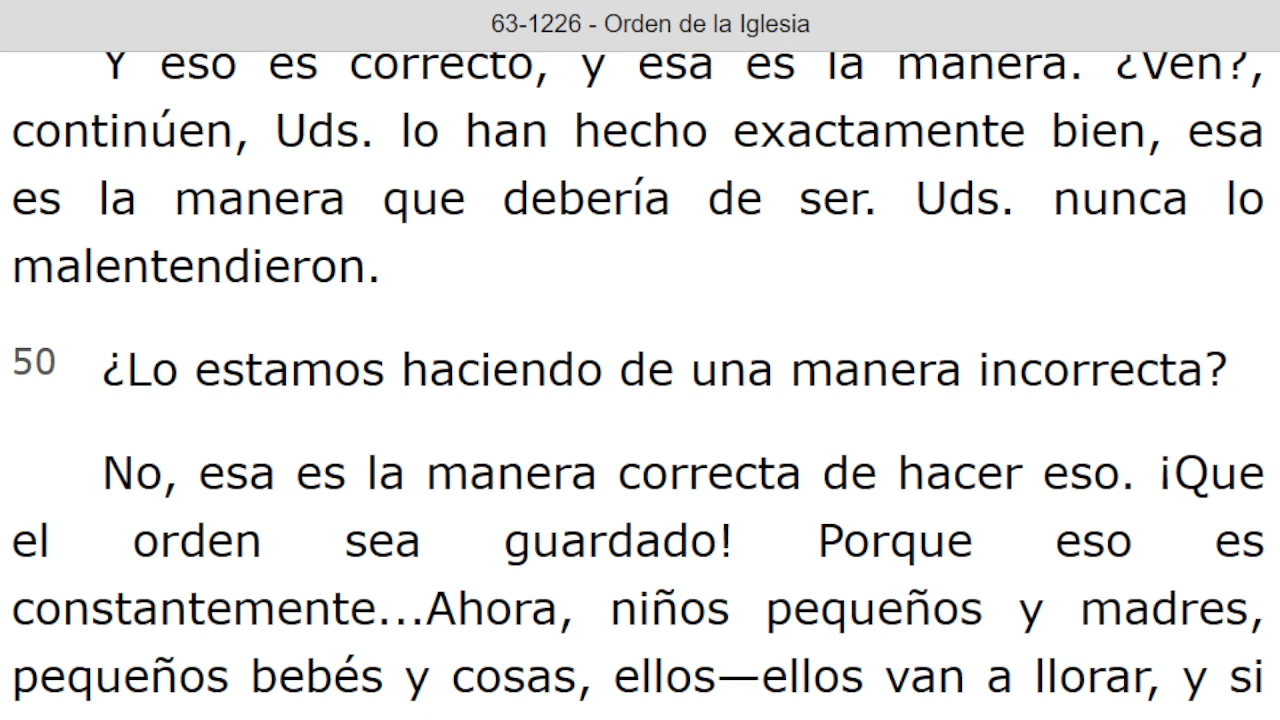 63-1226 - Orden de la Iglesia
Y eso es correcto, y esa es la manera. ¿Ven?,
continúen, Uds. lo han hecho exactamente bien, esa
es la manera que debería de ser. Uds. nunca lo
malentendieron.
50 ¿Lo estamos haciendo de una manera incorrecta?
No, esa es la manera correcta de hacer eso. ¡Que
el orden sea guardado! Porque eso es
constantemente...Ahora, niños pequeños y madres,
pequeños bebés y cosas, ellos—ellos van a llorar, y si